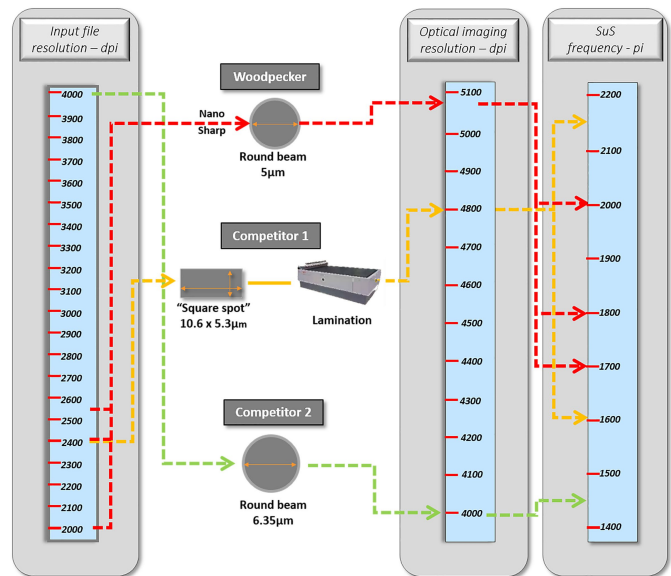 Input file
resolution – dpi
4000
3900
3800
3700
3600
3500
3400
3300
3200
3100
3000
2900
2800
2700
2600
2500
2400
2300
2200
2100
2000
Woodpecker
Nano
Sharp
Round beam
5µm
Competitor 1
“Square spot”
10.6 x 5.3µm
Lamination
Competitor 2
Round beam
6.35µm
Optical imaging
resolution – dpi
5100
5000
4900
4800
4700
4600
4500
4400
4300
4200
4100
4000
SuS
frequency - pi
2200
2100
2000
1900
1800
1700
1600
1500
1400